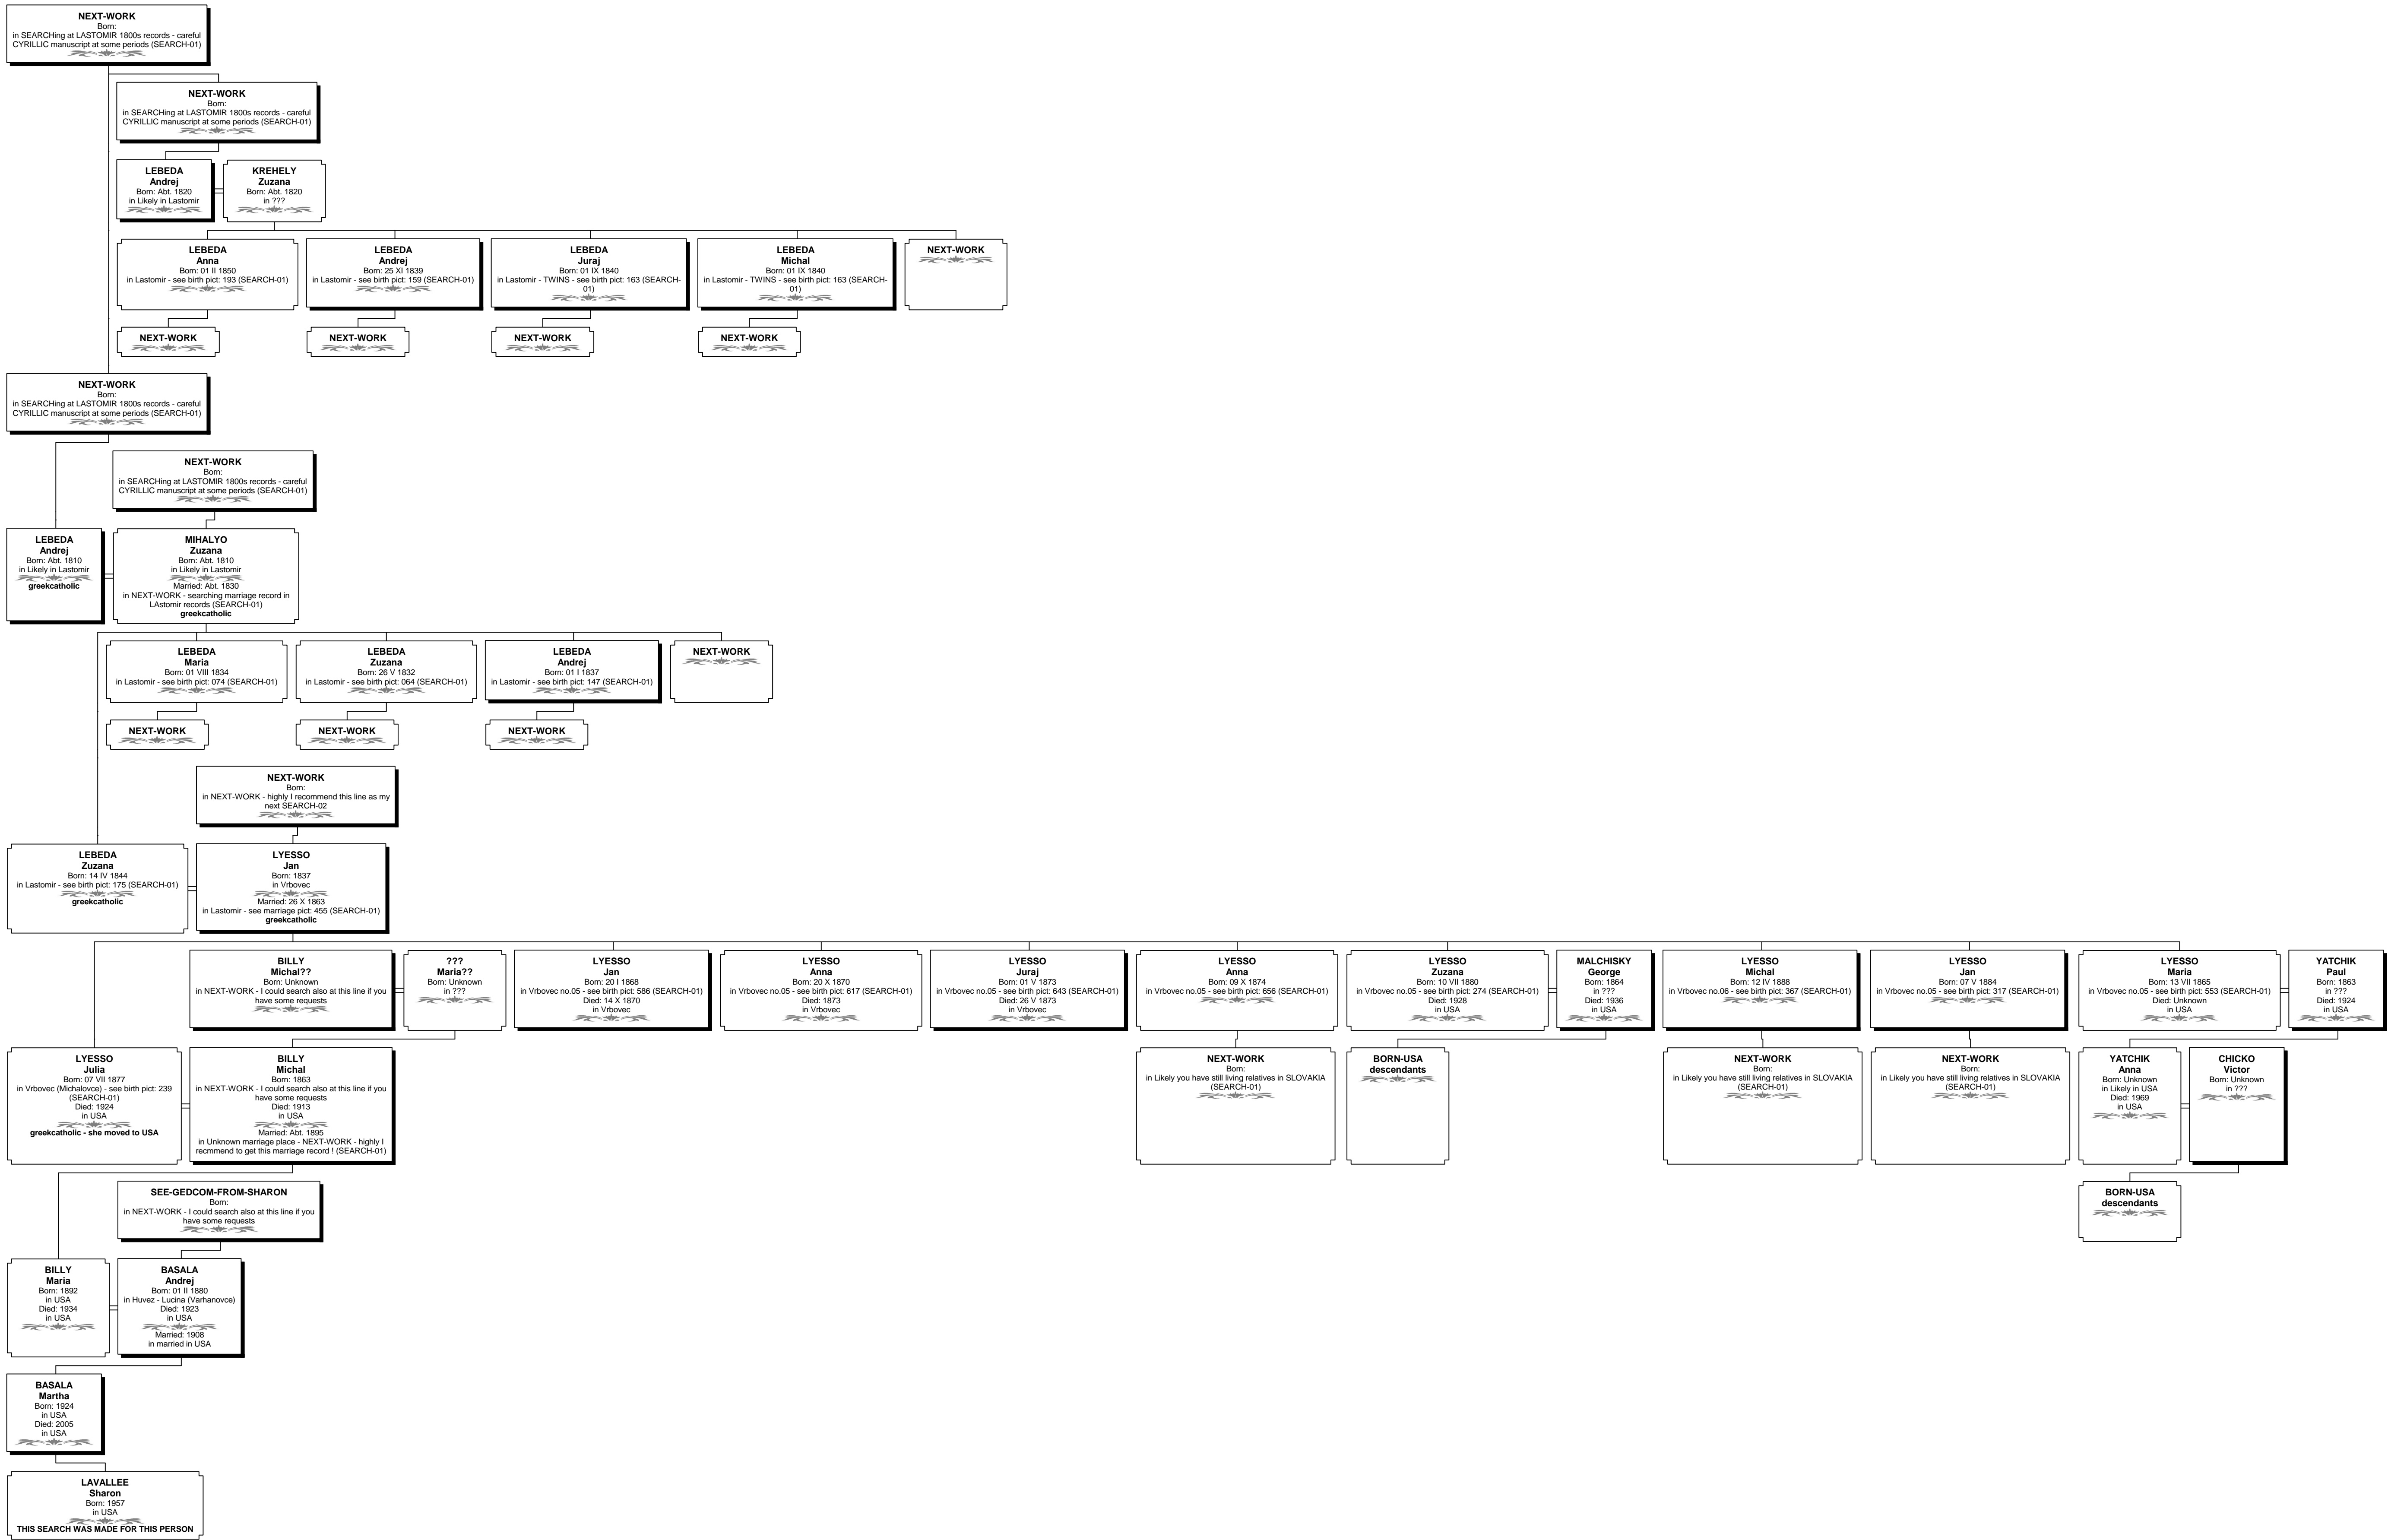 NEXT-WORK
Born:
in SEARCHing at LASTOMIR 1800s records - careful
CYRILLIC manuscript at some periods (SEARCH-01)
NEXT-WORK
Born:
in SEARCHing at LASTOMIR 1800s records - careful
CYRILLIC manuscript at some periods (SEARCH-01)
LEBEDA
Andrej
Born: Abt. 1820
in Likely in Lastomir
KREHELY
Zuzana
Born: Abt. 1820
in ???
LEBEDA
Anna
Born: 01 II 1850
in Lastomir - see birth pict: 193 (SEARCH-01)
LEBEDA
Andrej
Born: 25 XI 1839
in Lastomir - see birth pict: 159 (SEARCH-01)
LEBEDA
Juraj
Born: 01 IX 1840
in Lastomir - TWINS - see birth pict: 163 (SEARCH-
01)
LEBEDA
Michal
Born: 01 IX 1840
in Lastomir - TWINS - see birth pict: 163 (SEARCH-
01)
NEXT-WORK
NEXT-WORK
NEXT-WORK
NEXT-WORK
NEXT-WORK
NEXT-WORK
Born:
in SEARCHing at LASTOMIR 1800s records - careful
CYRILLIC manuscript at some periods (SEARCH-01)
NEXT-WORK
Born:
in SEARCHing at LASTOMIR 1800s records - careful
CYRILLIC manuscript at some periods (SEARCH-01)
LEBEDA
Andrej
Born: Abt. 1810
in Likely in Lastomir
greekcatholic
MIHALYO
Zuzana
Born: Abt. 1810
in Likely in Lastomir
Married: Abt. 1830
in NEXT-WORK - searching marriage record in
LAstomir records (SEARCH-01)
greekcatholic
LEBEDA
Maria
Born: 01 VIII 1834
in Lastomir - see birth pict: 074 (SEARCH-01)
LEBEDA
Zuzana
Born: 26 V 1832
in Lastomir - see birth pict: 064 (SEARCH-01)
LEBEDA
Andrej
Born: 01 I 1837
in Lastomir - see birth pict: 147 (SEARCH-01)
NEXT-WORK
NEXT-WORK
NEXT-WORK
NEXT-WORK
NEXT-WORK
Born:
in NEXT-WORK - highly I recommend this line as my
next SEARCH-02
LEBEDA
Zuzana
Born: 14 IV 1844
in Lastomir - see birth pict: 175 (SEARCH-01)
greekcatholic
LYESSO
Jan
Born: 1837
in Vrbovec
Married: 26 X 1863
in Lastomir - see marriage pict: 455 (SEARCH-01)
greekcatholic
BILLY
Michal??
Born: Unknown
in NEXT-WORK - I could search also at this line if you
have some requests
???
Maria??
Born: Unknown
in ???
LYESSO
Jan
Born: 20 I 1868
in Vrbovec no.05 - see birth pict: 586 (SEARCH-01)
Died: 14 X 1870
in Vrbovec
LYESSO
Anna
Born: 20 X 1870
in Vrbovec no.05 - see birth pict: 617 (SEARCH-01)
Died: 1873
in Vrbovec
LYESSO
Juraj
Born: 01 V 1873
in Vrbovec no.05 - see birth pict: 643 (SEARCH-01)
Died: 26 V 1873
in Vrbovec
LYESSO
Anna
Born: 09 X 1874
in Vrbovec no.05 - see birth pict: 656 (SEARCH-01)
LYESSO
Zuzana
Born: 10 VII 1880
in Vrbovec no.05 - see birth pict: 274 (SEARCH-01)
Died: 1928
in USA
MALCHISKY
George
Born: 1864
in ???
Died: 1936
in USA
LYESSO
Michal
Born: 12 IV 1888
in Vrbovec no.06 - see birth pict: 367 (SEARCH-01)
LYESSO
Jan
Born: 07 V 1884
in Vrbovec no.05 - see birth pict: 317 (SEARCH-01)
LYESSO
Maria
Born: 13 VII 1865
in Vrbovec no.05 - see birth pict: 553 (SEARCH-01)
Died: Unknown
in USA
YATCHIK
Paul
Born: 1863
in ???
Died: 1924
in USA
LYESSO
Julia
Born: 07 VII 1877
in Vrbovec (Michalovce) - see birth pict: 239
(SEARCH-01)
Died: 1924
in USA
greekcatholic - she moved to USA
BILLY
Michal
Born: 1863
in NEXT-WORK - I could search also at this line if you
have some requests
Died: 1913
in USA
Married: Abt. 1895
in Unknown marriage place - NEXT-WORK - highly I
recmmend to get this marriage record ! (SEARCH-01)
NEXT-WORK
Born:
in Likely you have still living relatives in SLOVAKIA
(SEARCH-01)
BORN-USA
descendants
NEXT-WORK
Born:
in Likely you have still living relatives in SLOVAKIA
(SEARCH-01)
NEXT-WORK
Born:
in Likely you have still living relatives in SLOVAKIA
(SEARCH-01)
YATCHIK
Anna
Born: Unknown
in Likely in USA
Died: 1969
in USA
CHICKO
Victor
Born: Unknown
in ???
BORN-USA
descendants
SEE-GEDCOM-FROM-SHARON
Born:
in NEXT-WORK - I could search also at this line if you
have some requests
BILLY
Maria
Born: 1892
in USA
Died: 1934
in USA
BASALA
Andrej
Born: 01 II 1880
in Huvez - Lucina (Varhanovce)
Died: 1923
in USA
Married: 1908
in married in USA
BASALA
Martha
Born: 1924
in USA
Died: 2005
in USA
LAVALLEE
Sharon
Born: 1957
in USA
THIS SEARCH WAS MADE FOR THIS PERSON